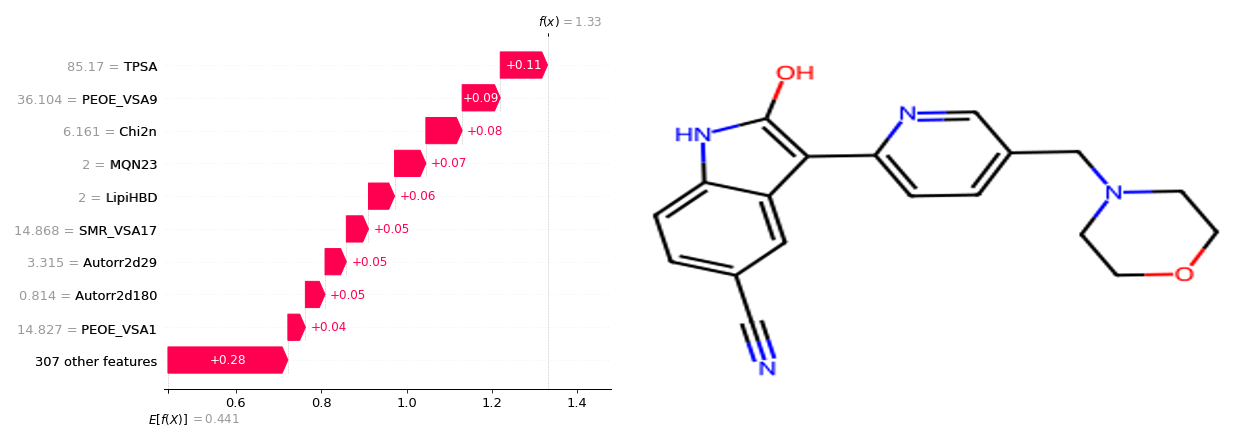 f(x) = 1.33
85.17 = TPSA
+0.11
36.104 = PEOE_VSA9
+0.09
6.161 = Chi2n
+0.08
2 = MQN23
+0.07
2 = LipiHBD
+0.06
14.868 = SMR_VSA17
+0.05
3.315 = Autorr2d29
+0.05
0.814 = Autorr2d180
+0.05
14.827 = PEOE_VSA1
+0.04
307 other features
+0.28
0.6 0.8 1.0 1.2 1.4
E[f(X)] = 0.441
OH
HN
N
N
O
N